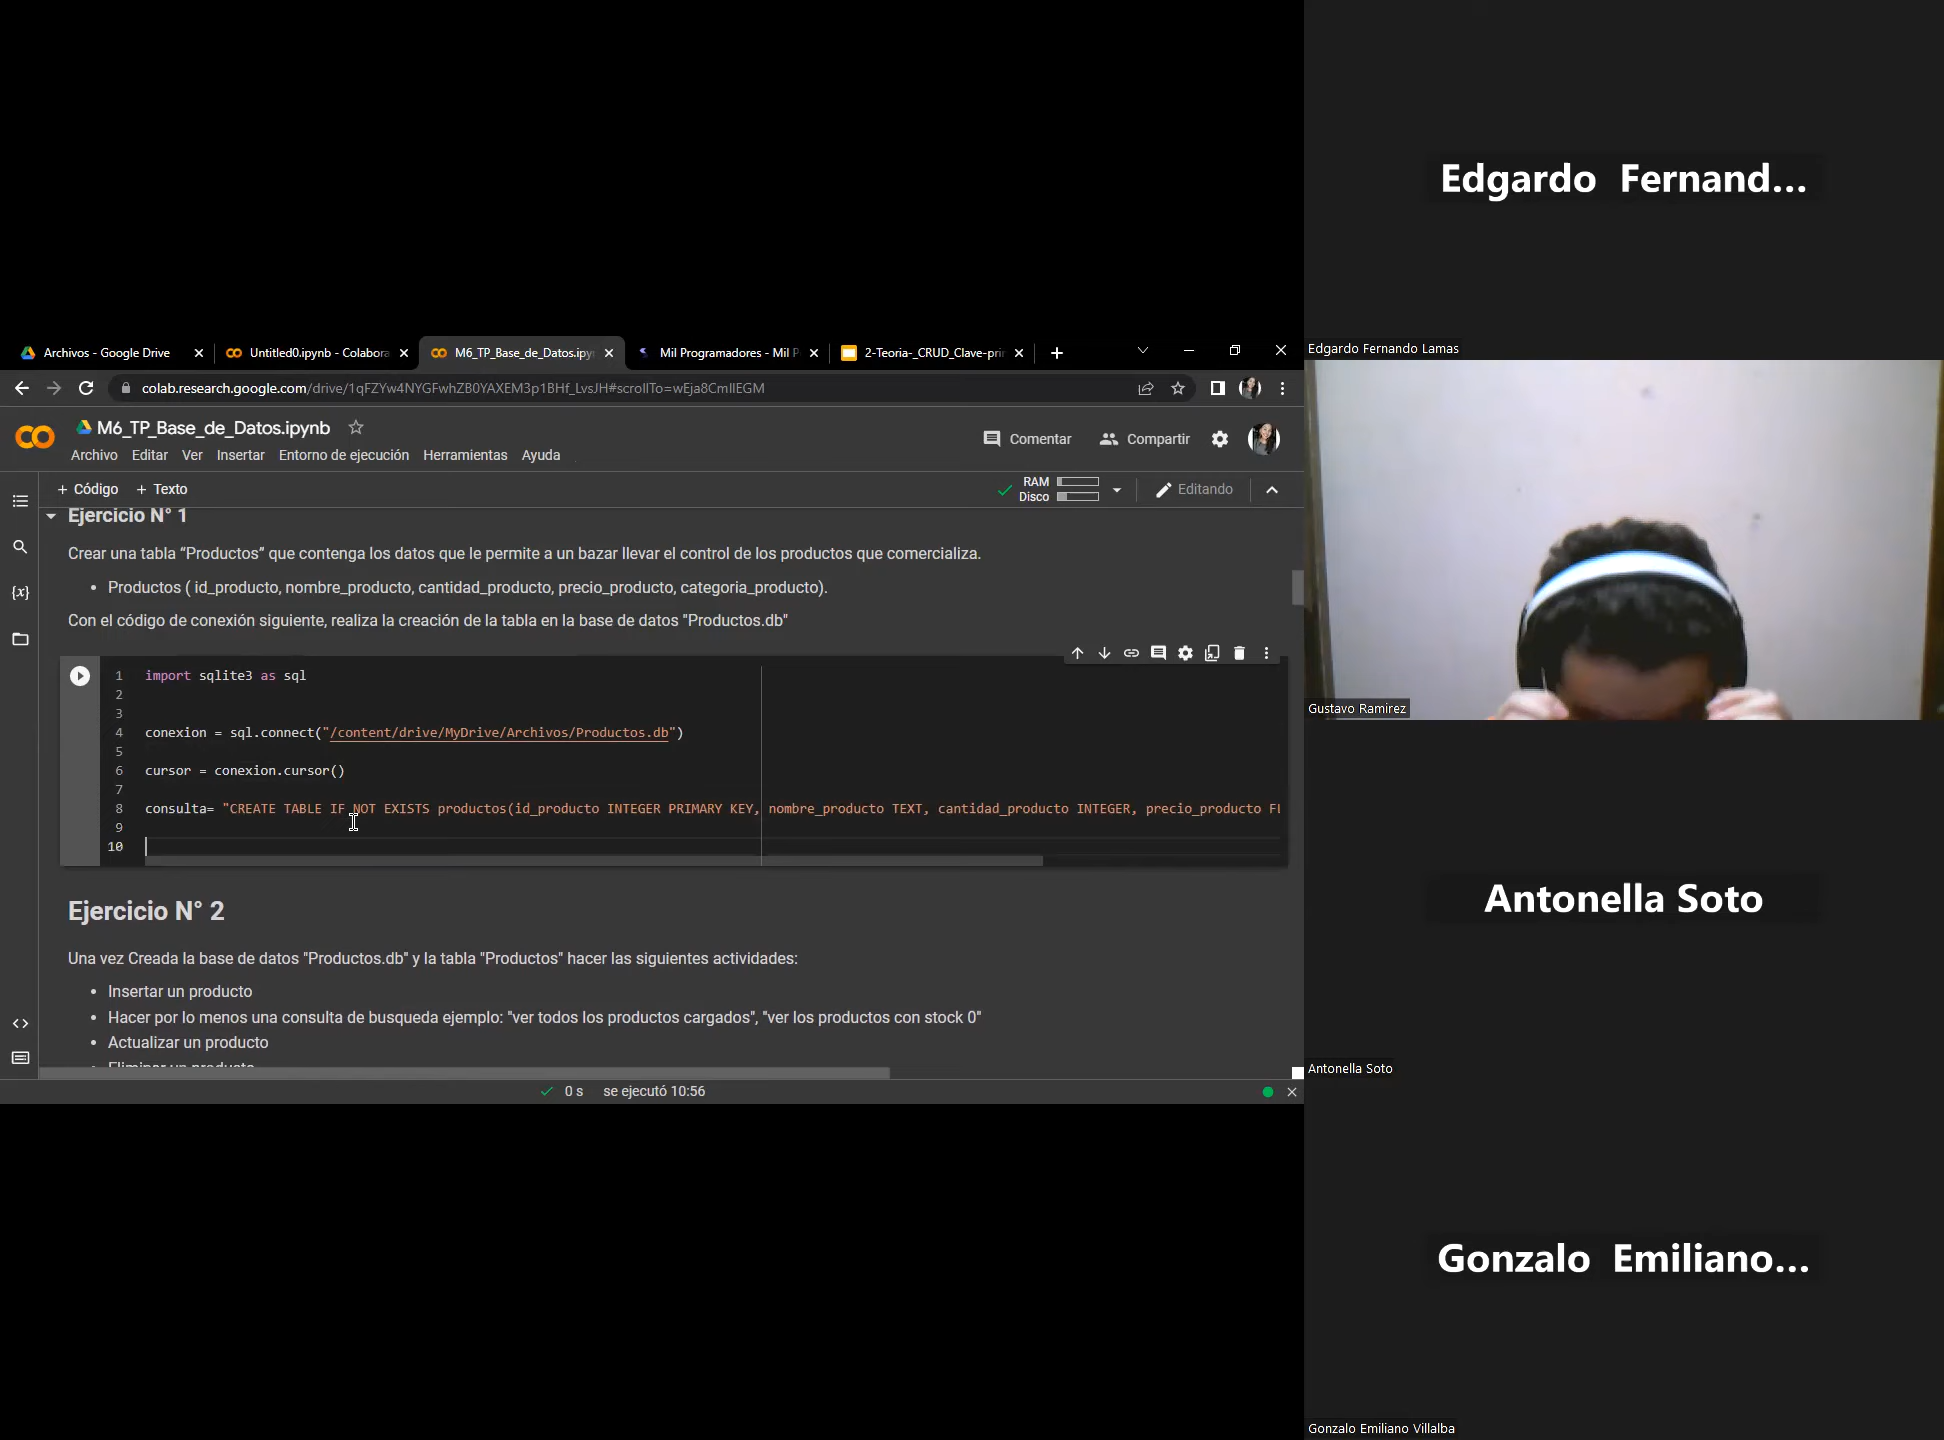 Archivos - Google Drive
Untitled0.ipynb - Colabora
M6_TP_Base_de_Datos.ipy
Mil Programadores - Mil P
2-Teoria-_CRUD_Clave-pri
colab.research.google.com/drive/1qFZYw4NYGFwhZB0YAXEM3p1BHf_LvsJH#scrollTo=wEja8CmlIEGM
M6_TP_Base_de_Datos.ipynb
Comentar
Compartir
Archivo Editar Ver Insertar Entorno de ejecución Herramientas Ayuda
+ Código + Texto
RAM
Disco
Editando
Ejercicio N° 1
Crear una tabla “Productos” que contenga los datos que le permite a un bazar llevar el control de los productos que comercializa.
• Productos ( id_producto, nombre_producto, cantidad_producto, precio_producto, categoria_producto).
Con el código de conexión siguiente, realiza la creación de la tabla en la base de datos "Productos.db"
1 import sqlite3 as sql
2
3
4 conexion = sql.connect("/content/drive/MyDrive/Archivos/Productos.db")
5
6 cursor = conexion.cursor()
7
8 consulta= "CREATE TABLE IF NOT EXISTS productos(id_producto INTEGER PRIMARY KEY, nombre_producto TEXT, cantidad_producto INTEGER, precio_producto FL
9
10
Ejercicio N° 2
Una vez Creada la base de datos "Productos.db" y la tabla "Productos" hacer las siguientes actividades:
• Insertar un producto
• Hacer por lo menos una consulta de busqueda ejemplo: "ver todos los productos cargados", "ver los productos con stock 0"
• Actualizar un producto
• Eliminar un producto
0 s se ejecutó 10:56
Edgardo Fernand...
Edgardo Fernando Lamas
Gustavo Ramirez
Antonella Soto
Antonella Soto
Gonzalo Emiliano...
Gonzalo Emiliano Villalba